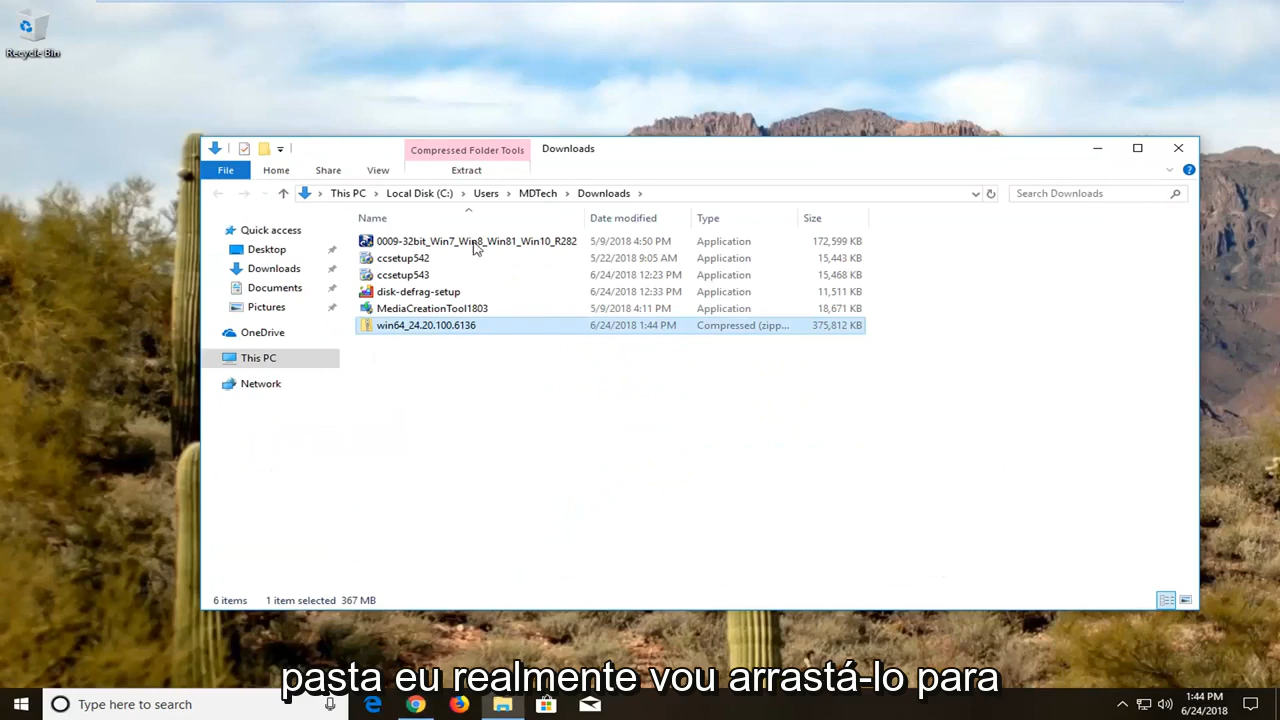 Recycle Bin
Compressed Folder Tools
Downloads
File
Home
Share
View
Extract
This PC
Local Disk (C:)
Users
MDTech
Downloads
Search Downloads
Name
Date modified
Type
Size
Quick access
Desktop
Downloads
Documents
Pictures
OneDrive
This PC
Network
0009-32bit_Win7_Win8_Win81_Win10_R282 5/9/2018 4:50 PM Application 172,599 KB
ccsetup542 5/22/2018 9:05 AM Application 15,443 KB
ccsetup543 6/24/2018 12:23 PM Application 15,468 KB
disk-defrag-setup 6/24/2018 12:33 PM Application 11,511 KB
MediaCreationTool1803 5/9/2018 4:11 PM Application 18,671 KB
win64_24.20.100.6136 6/24/2018 1:44 PM Compressed (zipp... 375,812 KB
6 items 1 item selected 367 MB
pasta eu realmente vou arrastá-lo para
Type here to search
1:44 PM
6/24/2018